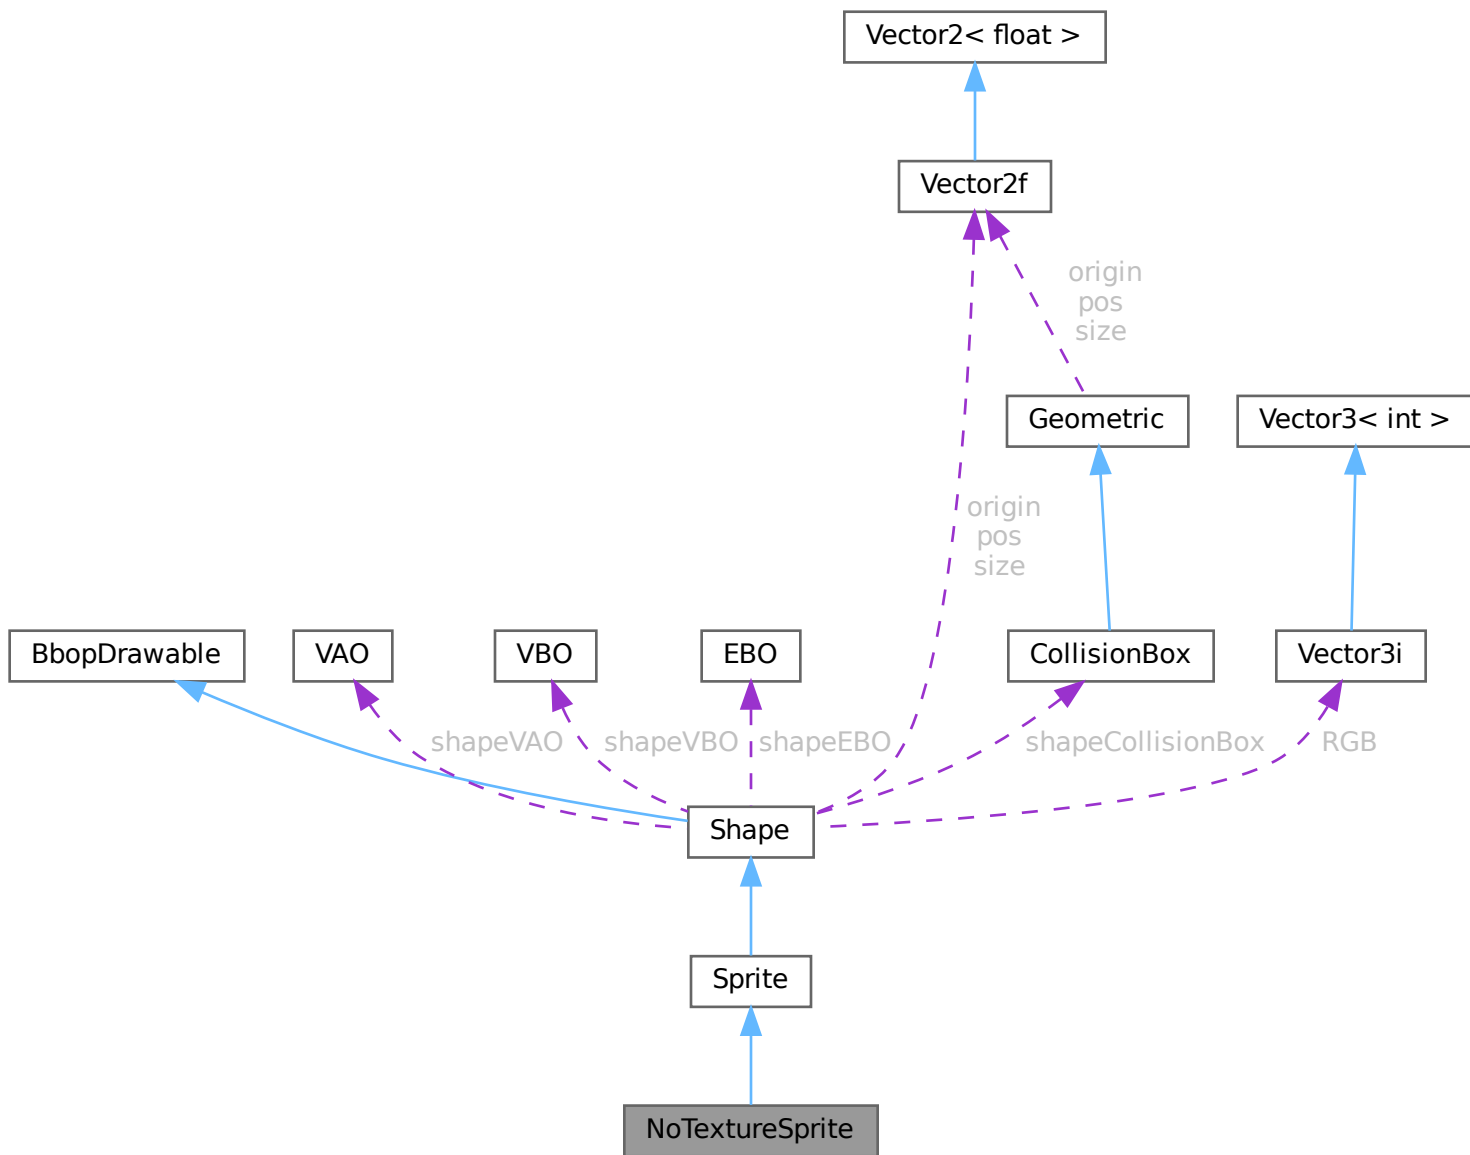 Vector2< float >
Vector2f
origin
pos
size
Geometric
Vector3< int >
origin
pos
size
BbopDrawable
VAO
VBO
EBO
CollisionBox
Vector3i
shapeVAO
shapeVBO
shapeEBO
shapeCollisionBox
RGB
Shape
Sprite
NoTextureSprite